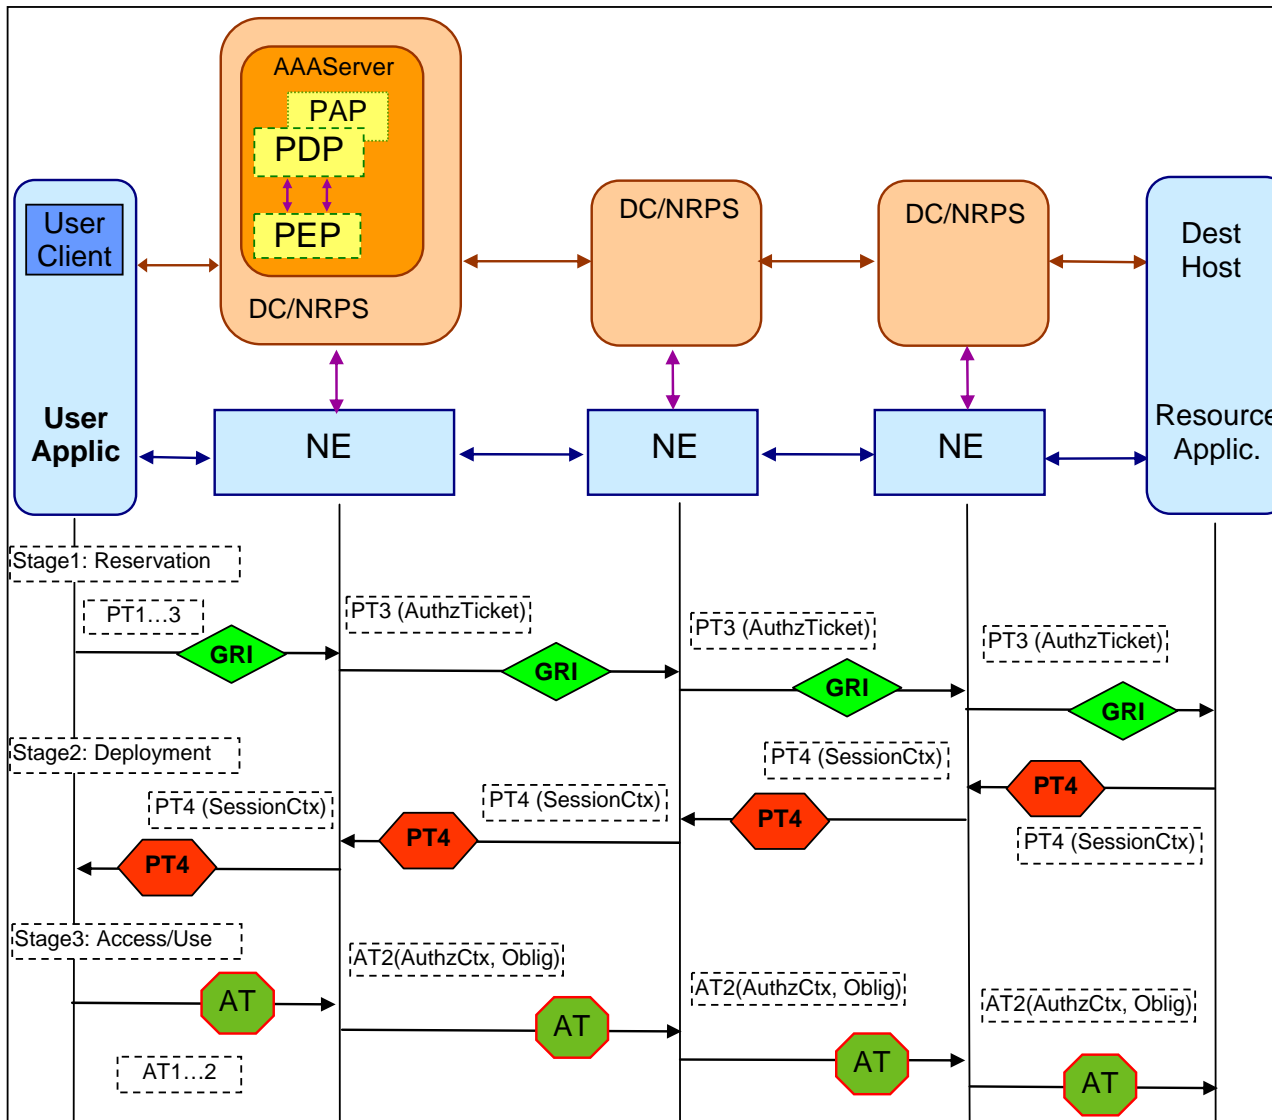 AAAServer
PAP
PDP
PEP
DC/NRPS
DC/NRPS
DC/NRPS
User
Client
Dest
Host
User
Applic
NE
NE
NE
Resource
Applic.
Stage1: Reservation
PT1...3
PT3 (AuthzTicket)
PT3 (AuthzTicket)
PT3 (AuthzTicket)
GRI
GRI
GRI
GRI
Stage2: Deployment
PT4 (SessionCtx)
PT4 (SessionCtx)
PT4 (SessionCtx)
PT4 (SessionCtx)
PT4
PT4
PT4
PT4
Stage3: Access/Use
AT2(AuthzCtx, Oblig)
AT2(AuthzCtx, Oblig)
AT2(AuthzCtx, Oblig)
AT
AT
AT
AT
AT1...2